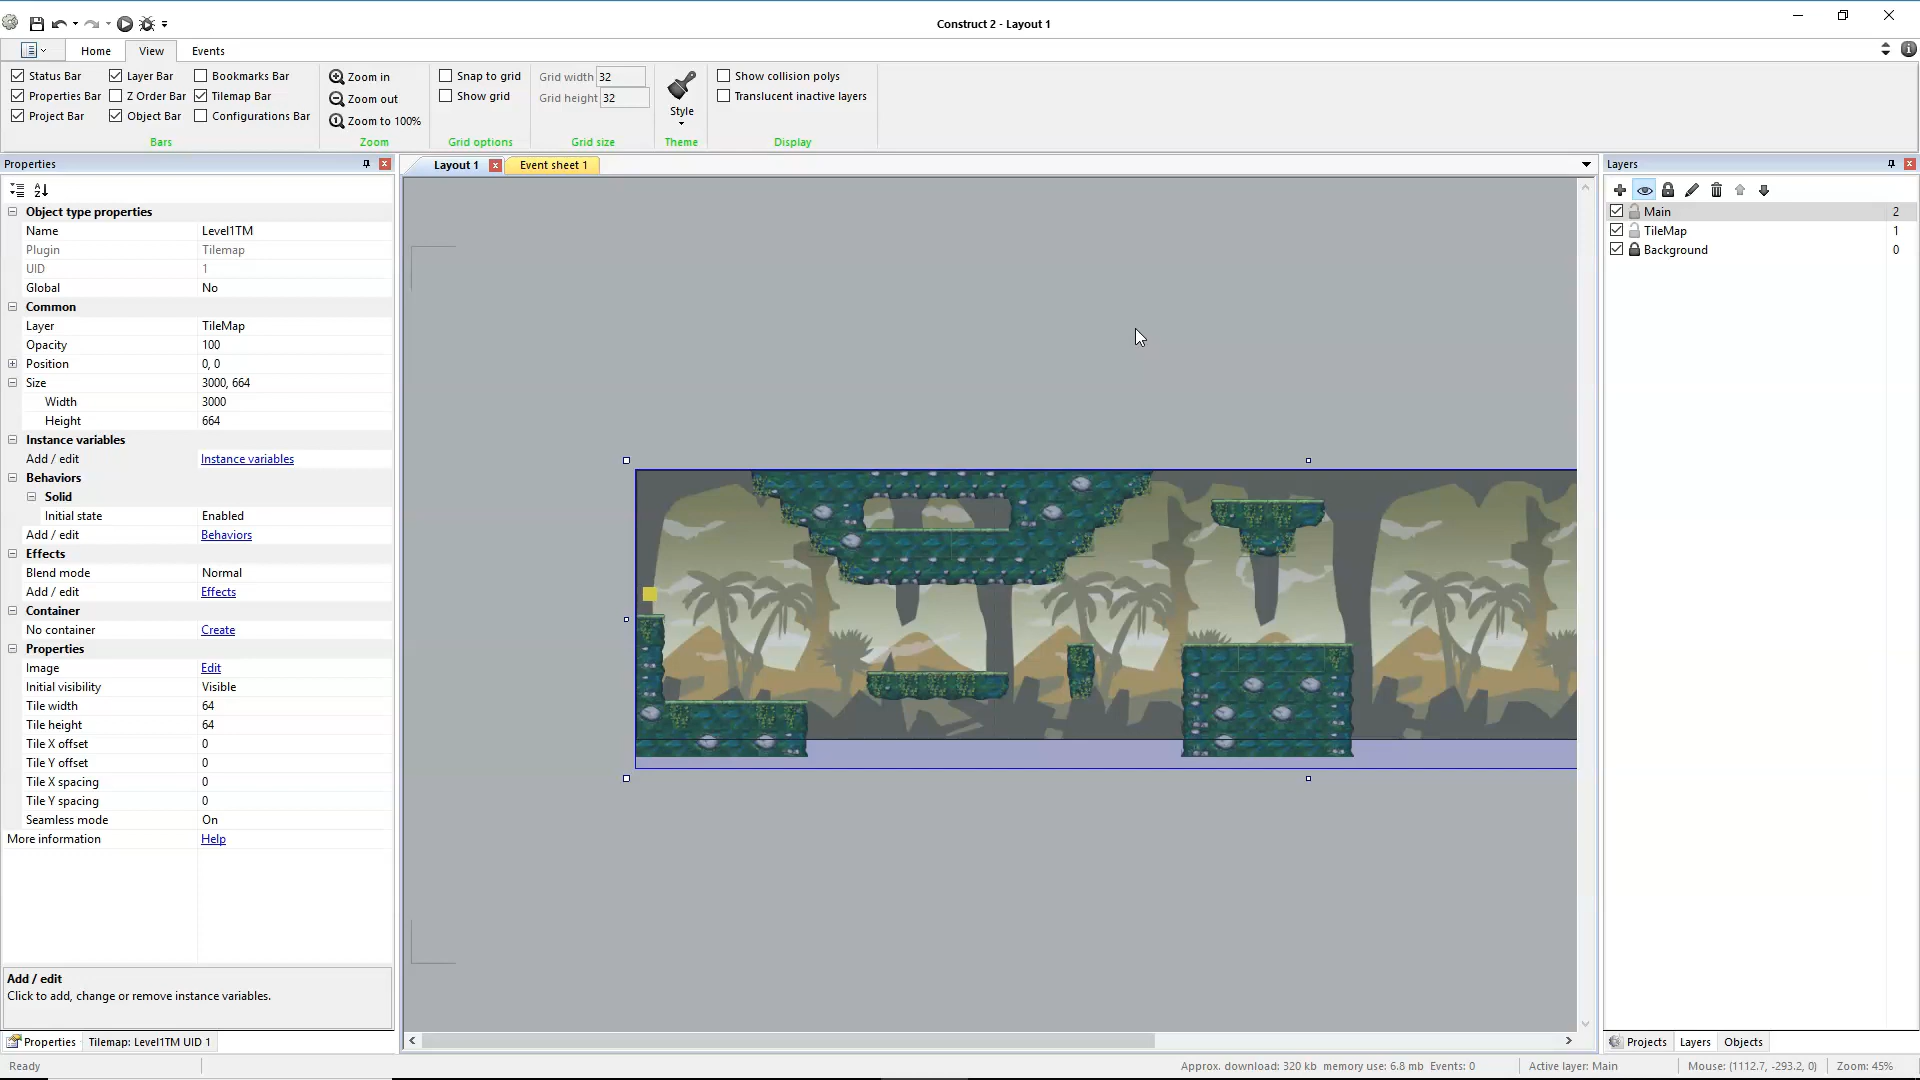 Construct 2 - Layout 1
Home View Events
Status Bar Layer Bar Bookmarks Bar
Properties Bar Z Order Bar Tilemap Bar
Project Bar Object Bar Configurations Bar
Bars
Zoom in
Zoom out
Zoom to 100%
Zoom
Snap to grid
Show grid
Grid options
Grid width 32
Grid height 32
Grid size
Style
Theme
Show collision polys
Translucent inactive layers
Display
Properties
Object type properties
Name Level1TM
Plugin Tilemap
UID 1
Global No
Common
Layer TileMap
Opacity 100
Position 0, 0
Size 3000, 664
Width 3000
Height 664
Instance variables
Add / edit Instance variables
Behaviors
Solid
Initial state Enabled
Add / edit Behaviors
Effects
Blend mode Normal
Add / edit Effects
Container
No container Create
Properties
Image Edit
Initial visibility Visible
Tile width 64
Tile height 64
Tile X offset 0
Tile Y offset 0
Tile X spacing 0
Tile Y spacing 0
Seamless mode On
More information Help
Add / edit
Click to add, change or remove instance variables.
Properties Tilemap: Level1TM UID 1
Layout 1 Event sheet 1
Layers
Main 2
TileMap 1
Background 0
Projects Layers Objects
Ready
Approx. download: 320 kb memory use: 6.8 mb Events: 0 Active layer: Main Mouse: (1112.7, -293.2, 0) Zoom: 45%